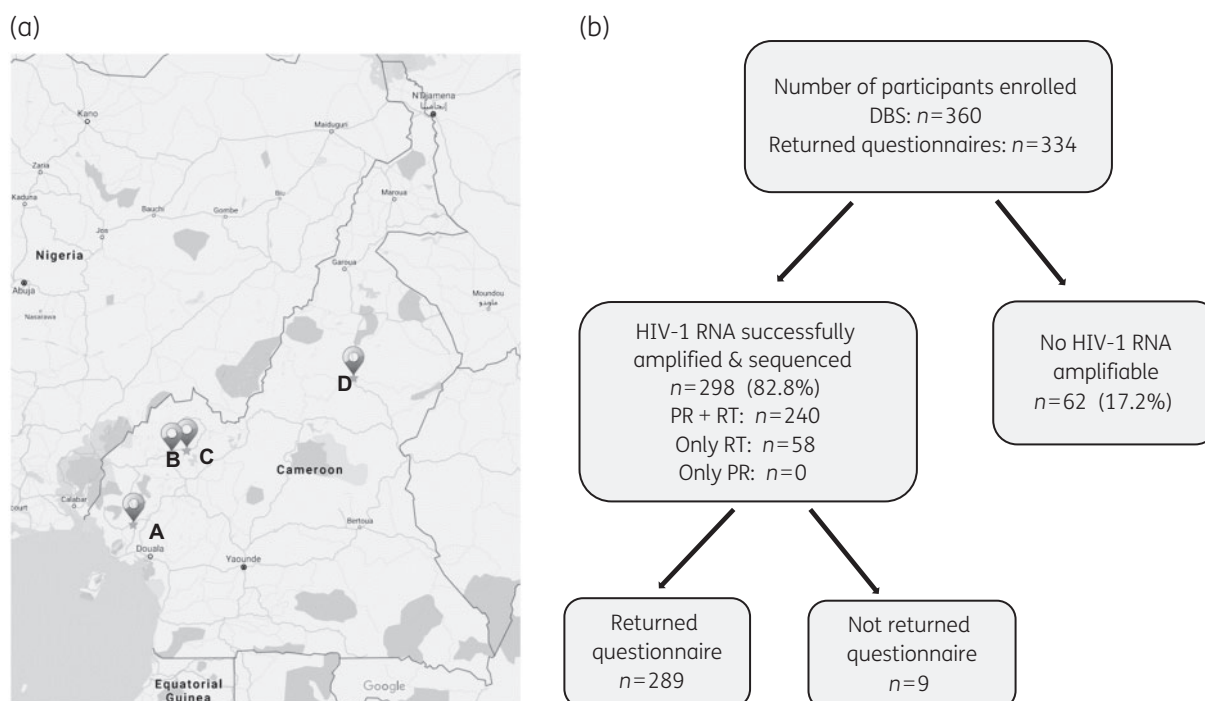 (a)
N'Djamena
إنجامينا
Kano
Maiduguri
Zaria
Maroua
Kaduna
Bauchi
Gombe
Biu
Jos
Garoua
Nigeria
Moundou
Abuja
Nasarawa
D
B
C
Cameroon
Calabar
court
A
Bertoua
Douala
Yaounde
Equatorial
Guinea
Google
(b)
Number of participants enrolled
DBS: n=360
Returned questionnaires: n=334
HIV-1 RNA successfully
amplified & sequenced
n=298 (82.8%)
PR + RT: n=240
Only RT: n=58
Only PR: n=0
No HIV-1 RNA
amplifiable
n=62 (17.2%)
Returned
questionnaire
n=289
Not returned
questionnaire
n=9